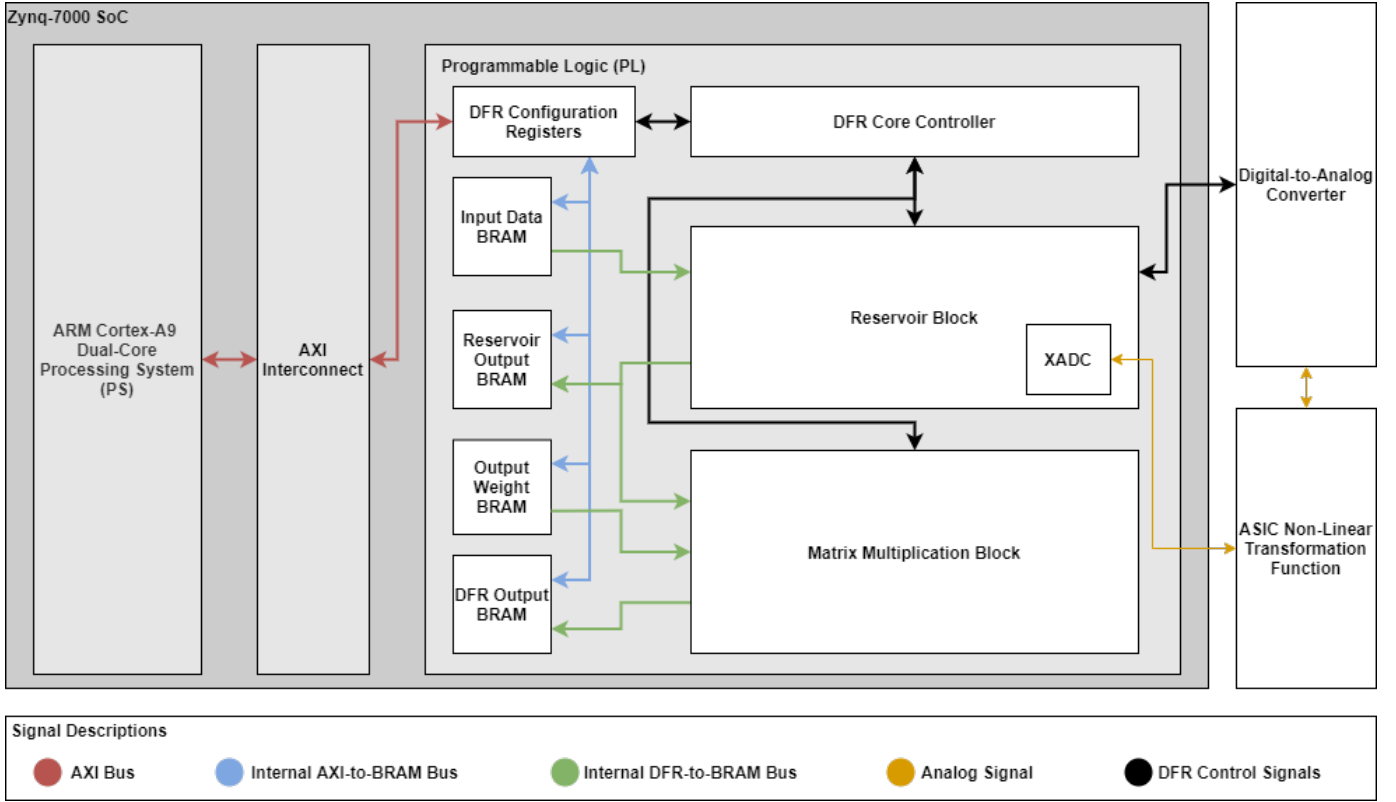 Zynq-7000 SoC
ARM Cortex-A9
Dual-Core
Processing System
(PS)
AXI
Interconnect
Programmable Logic (PL)
DFR Configuration
Registers
DFR Core Controller
Input Data
BRAM
Reservoir
Output
BRAM
Output
Weight
BRAM
DFR Output
BRAM
Reservoir Block
XADC
Matrix Multiplication Block
Digital-to-Analog
Converter
ASIC Non-Linear
Transformation
Function
Signal Descriptions
AXI Bus
Internal AXI-to-BRAM Bus
Internal DFR-to-BRAM Bus
Analog Signal
DFR Control Signals